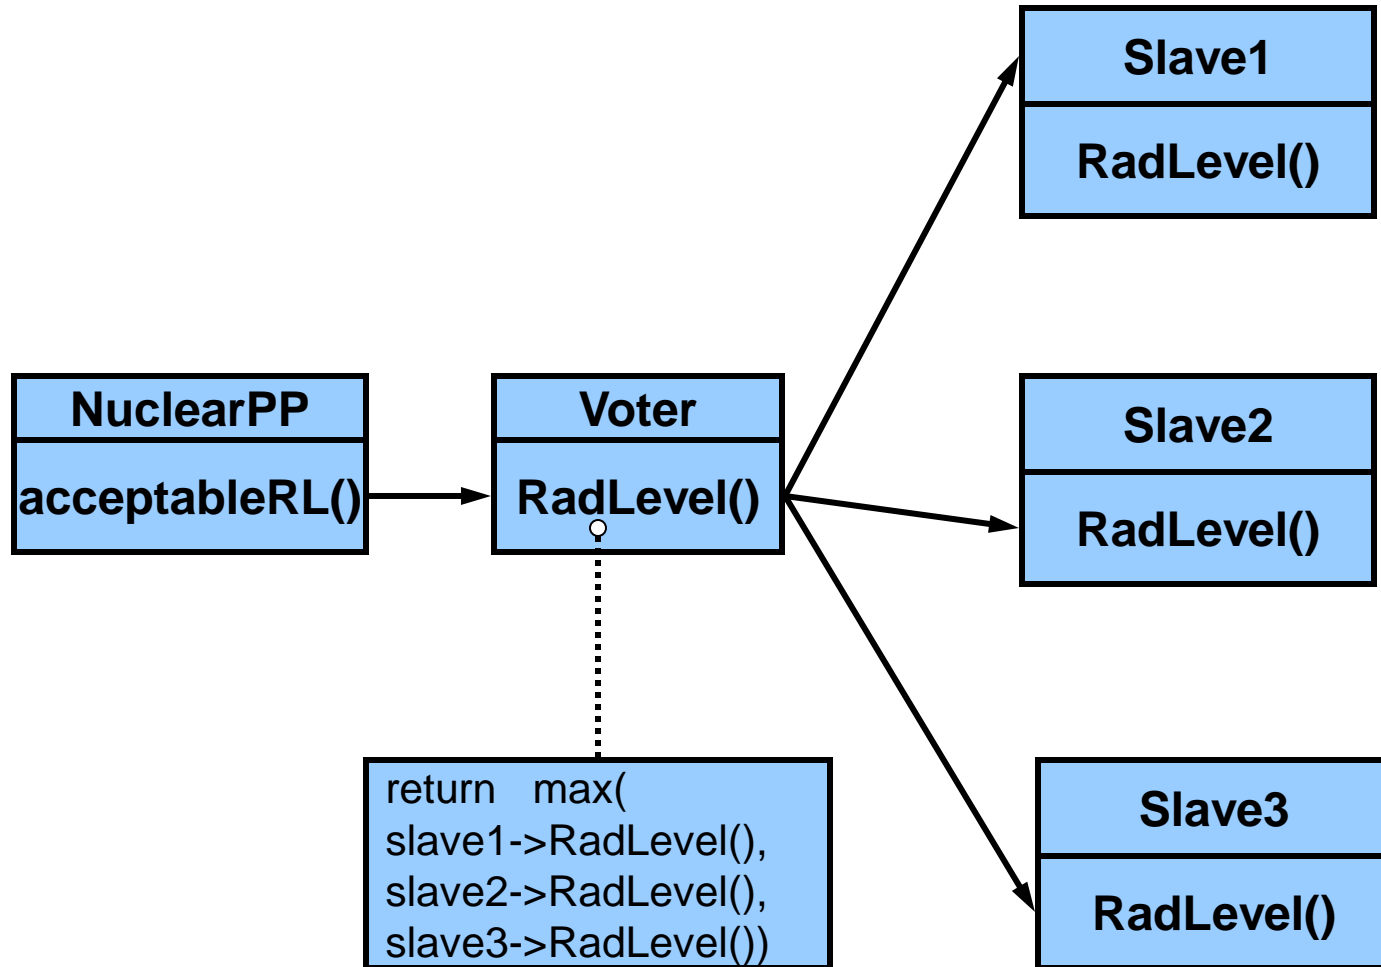 Slave1
RadLevel()
NuclearPP
acceptableRL()
Voter
RadLevel()
Slave2
RadLevel()
return max(
slave1->RadLevel(),
slave2->RadLevel(),
slave3->RadLevel())
Slave3
RadLevel()